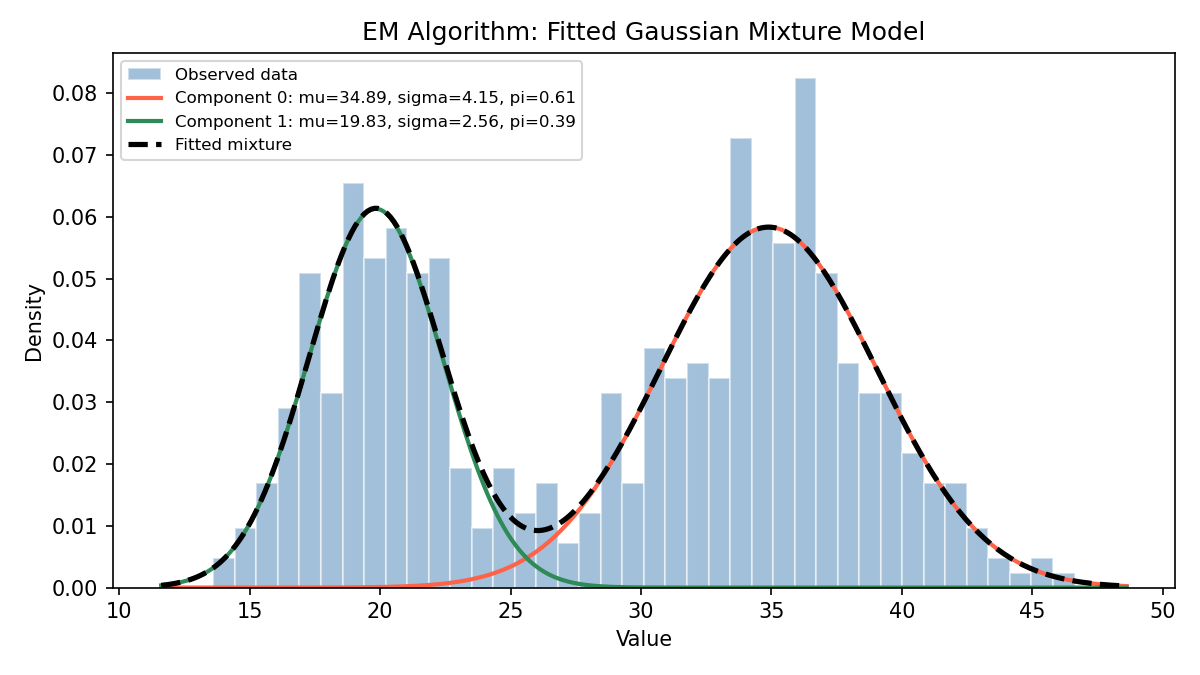 EM Algorithm: Fitted Gaussian Mixture Model
Observed data
Component 0: mu=34.89, sigma=4.15, pi=0.61
Component 1: mu=19.83, sigma=2.56, pi=0.39
Fitted mixture
Density
0.08
0.07
0.06
0.05
0.04
0.03
0.02
0.01
0.00
10 15 20 25 30 35 40 45 50
Value